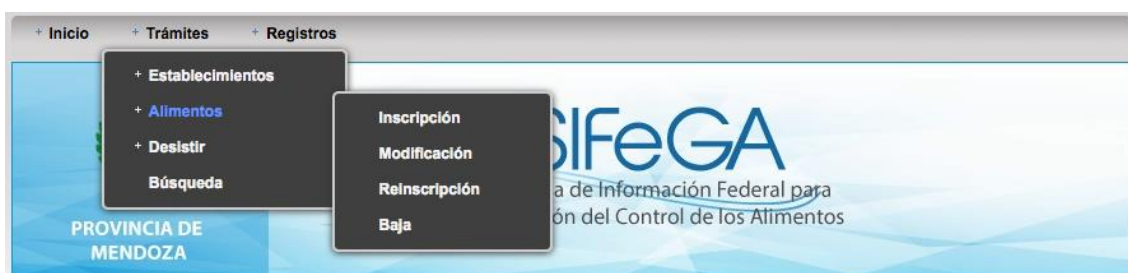 Inicio
Trámites
Registros
Establecimientos
Alimentos
Desistir
Búsqueda
Inscripción
Modificación
Reinscripción
Baja
SIFeGA
a de Información Federal para
ón del Control de los Alimentos
PROVINCIA DE
MENDOZA